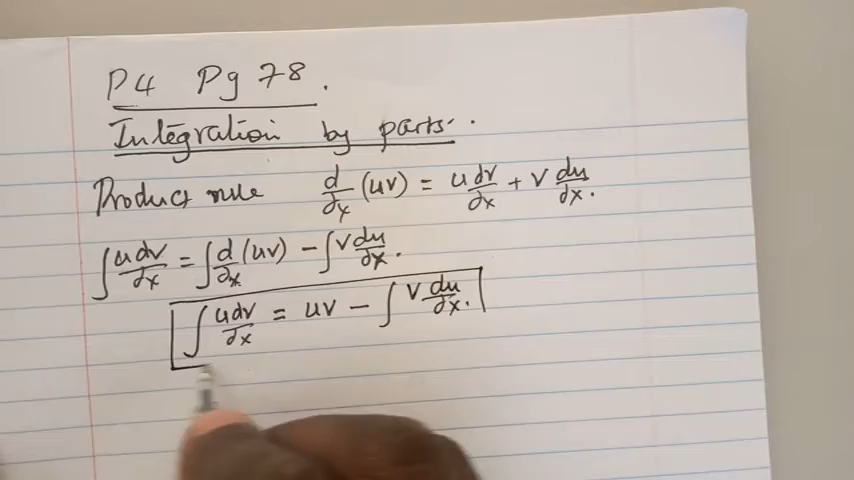 P4 Pg 78.
Integration by parts.
Product rule d/dx (uv) = u dv/dx + v du/dx.
∫ u dv/dx = ∫ d/dx (uv) - ∫ v du/dx.
∫ u dv/dx = uv - ∫ v du/dx.